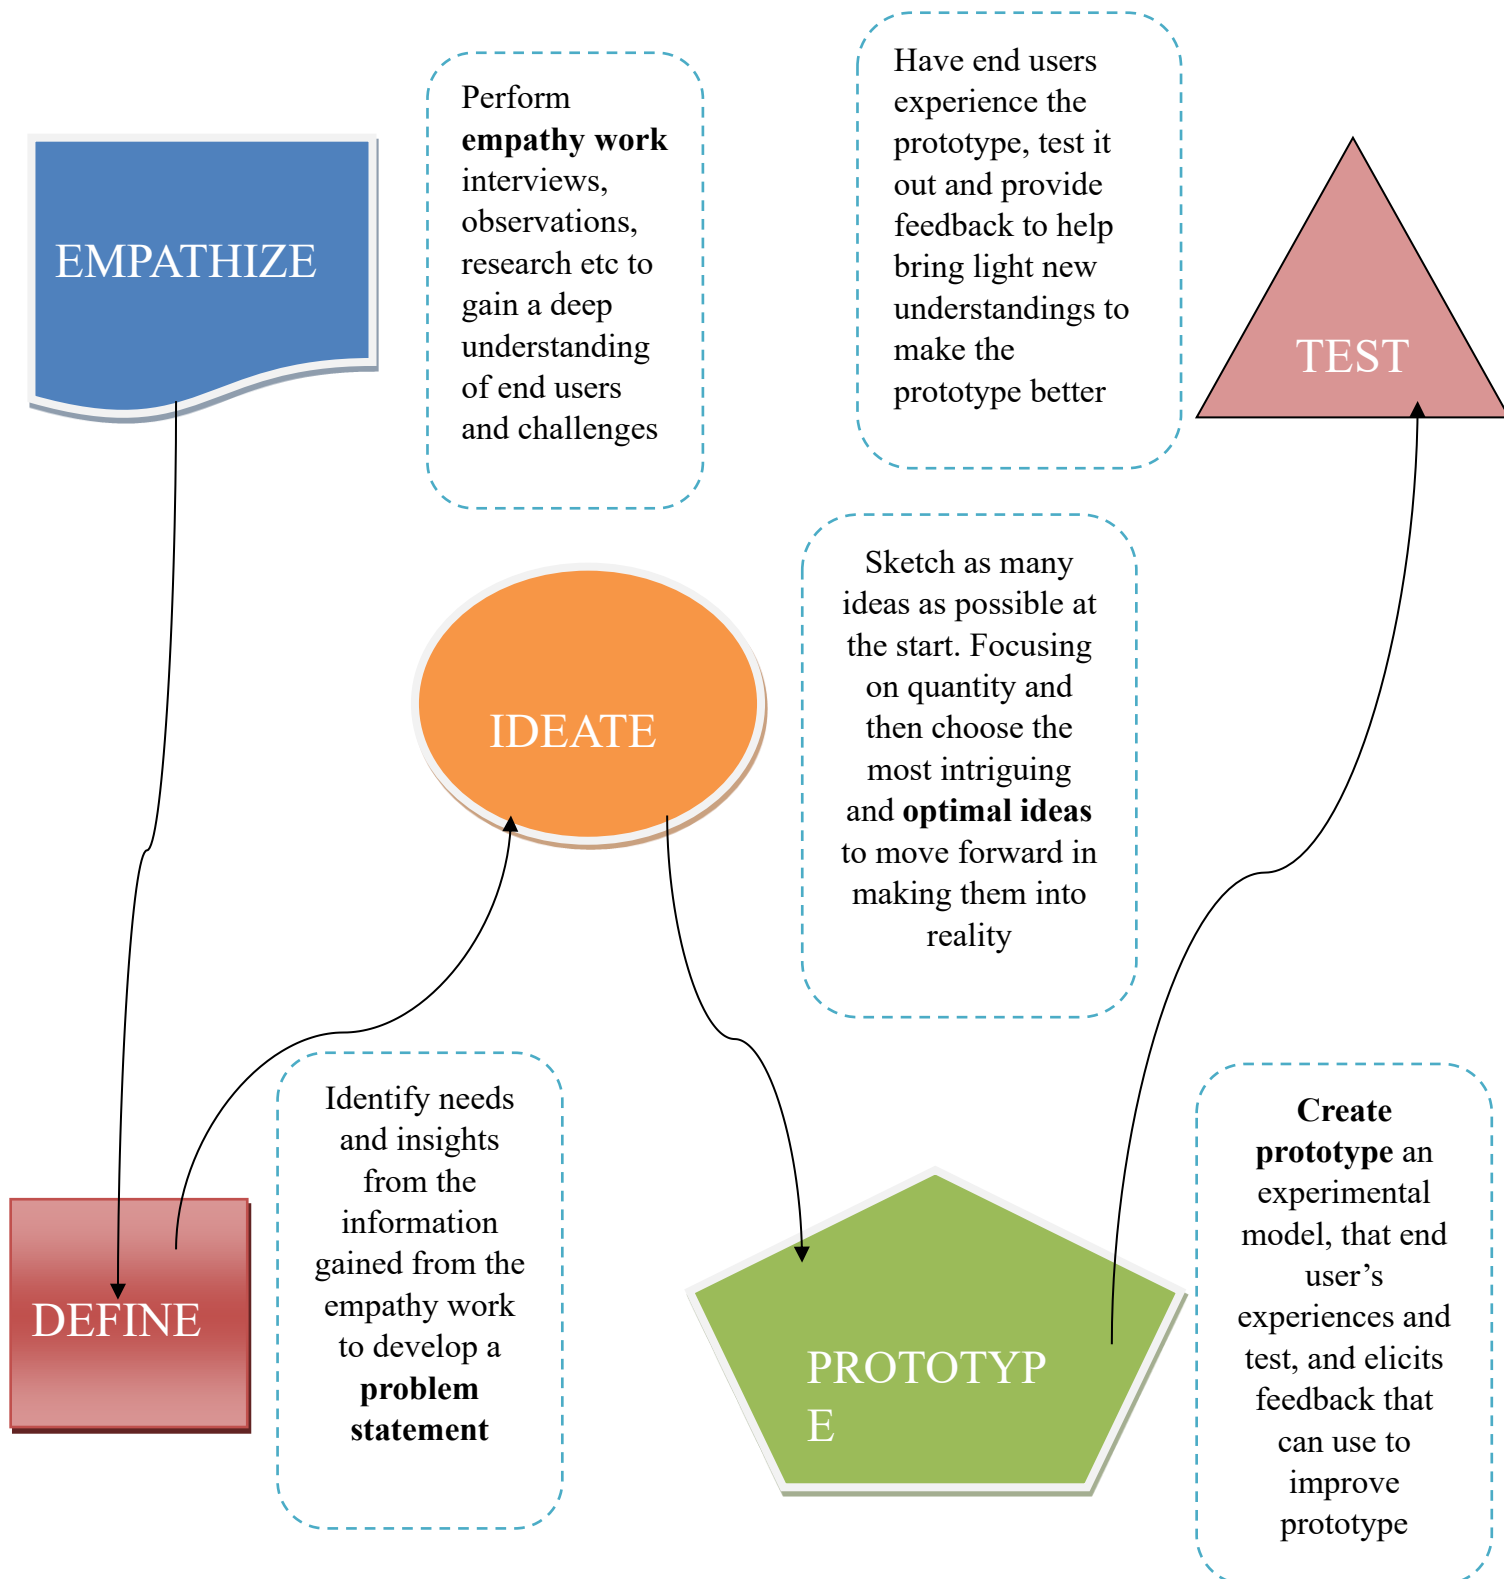 EMPATHIZE
Perform
empathy work
interviews,
observations,
research etc to
gain a deep
understanding
of end users
and challenges
Have end users
experience the
prototype, test it
out and provide
feedback to help
bring light new
understandings to
make the
prototype better
TEST
IDEATE
Sketch as many
ideas as possible at
the start. Focusing
on quantity and
then choose the
most intriguing
and optimal ideas
to move forward in
making them into
reality
DEFINE
Identify needs
and insights
from the
information
gained from the
empathy work
to develop a
problem
statement
PROTOTYP
E
Create
prototype an
experimental
model, that end
user’s
experiences and
test, and elicits
feedback that
can use to
improve
prototype